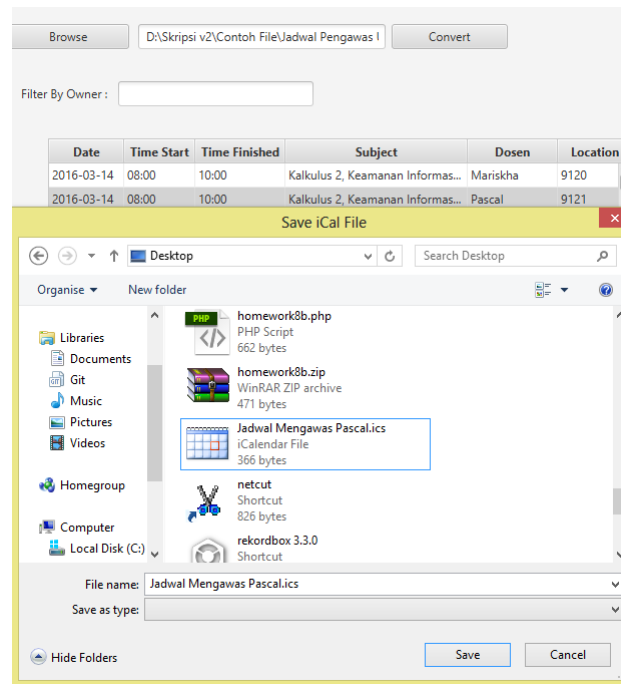 Browse D:\Skripsi v2\Contoh File\Jadwal Pengawas Convert
Filter By Owner :
Date Time Start Time Finished Subject Dosen Location
2016-03-14 08:00 10:00 Kalkulus 2, Keamanan Informas... Mariskha 9120
2016-03-14 08:00 10:00 Kalkulus 2, Keamanan Informas... Pascal 9121
Save iCal File
Desktop Search Desktop
Organise New folder
Libraries
Documents
Git
Music
Pictures
Videos
Homegroup
Computer
Local Disk (C:)
PHP
homework8b.php
PHP Script
662 bytes
homework8b.zip
WinRAR ZIP archive
471 bytes
Jadwal Mengawas Pascal.ics
iCalendar File
366 bytes
netcut
Shortcut
826 bytes
rekordbox 3.3.0
Shortcut
File name: Jadwal Mengawas Pascal.ics
Save as type:
Hide Folders Save Cancel